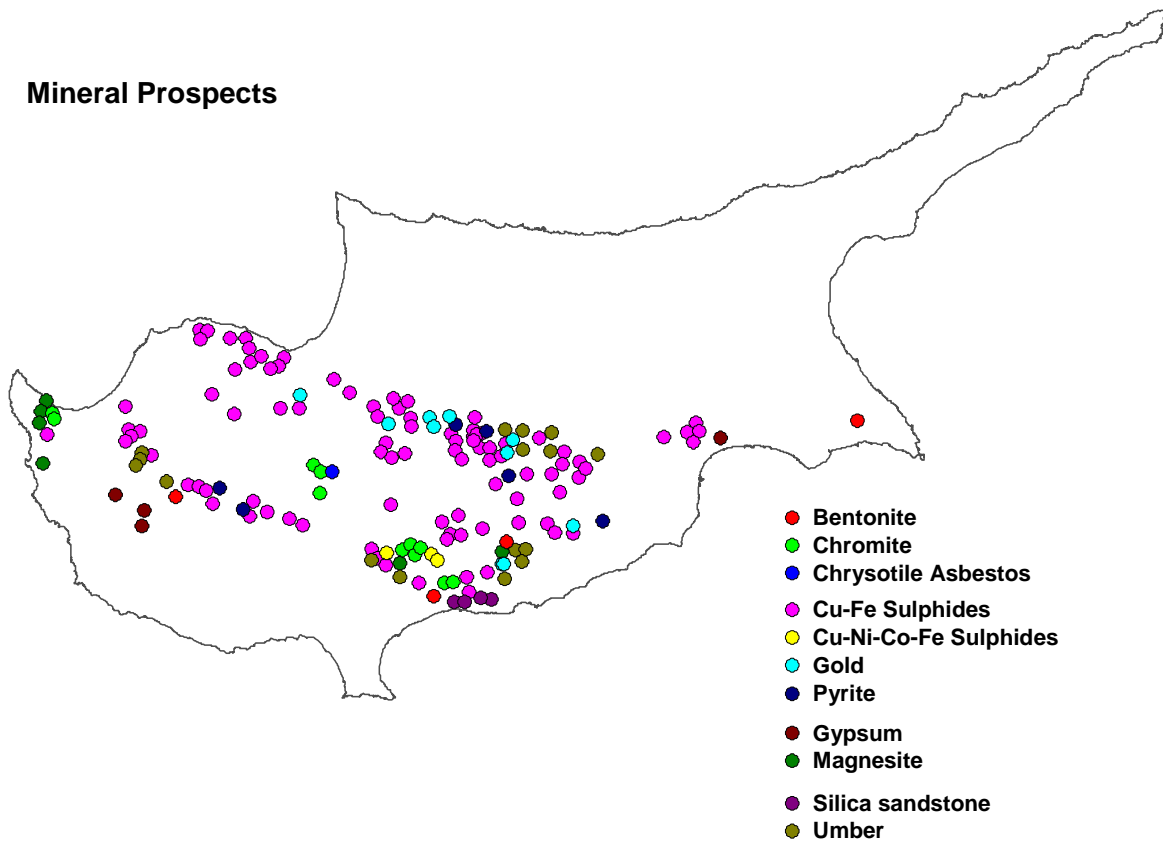 Mineral Prospects
Bentonite
Chromite
Chrysotile Asbestos
Cu-Fe Sulphides
Cu-Ni-Co-Fe Sulphides
Gold
Pyrite
Gypsum
Magnesite
Silica sandstone
Umber